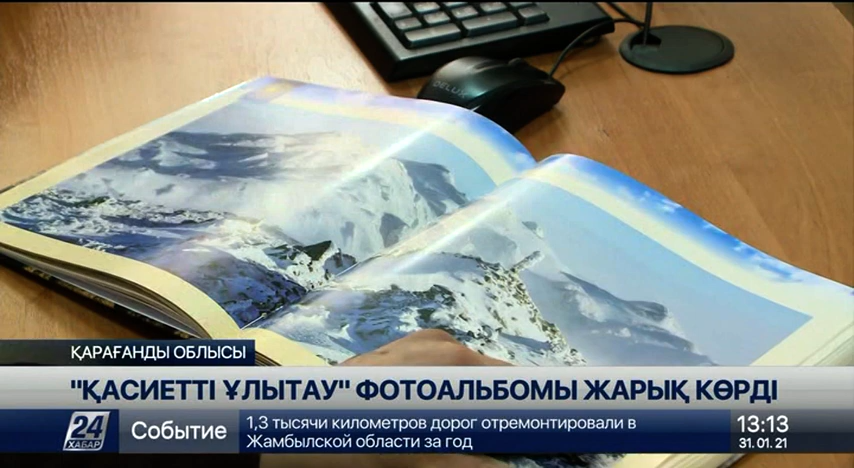 DELUX
ҚАРАҒАНДЫ ОБЛЫСЫ
"ҚАСИЕТТІ ҰЛЫТАУ" ФОТОАЛЬБОМЫ ЖАРЫҚ КӨРДІ
24
ХАБАР
Событие
1,3 тысячи километров дорог отремонтировали в
Жамбылской области за год
13:13
31.01.21